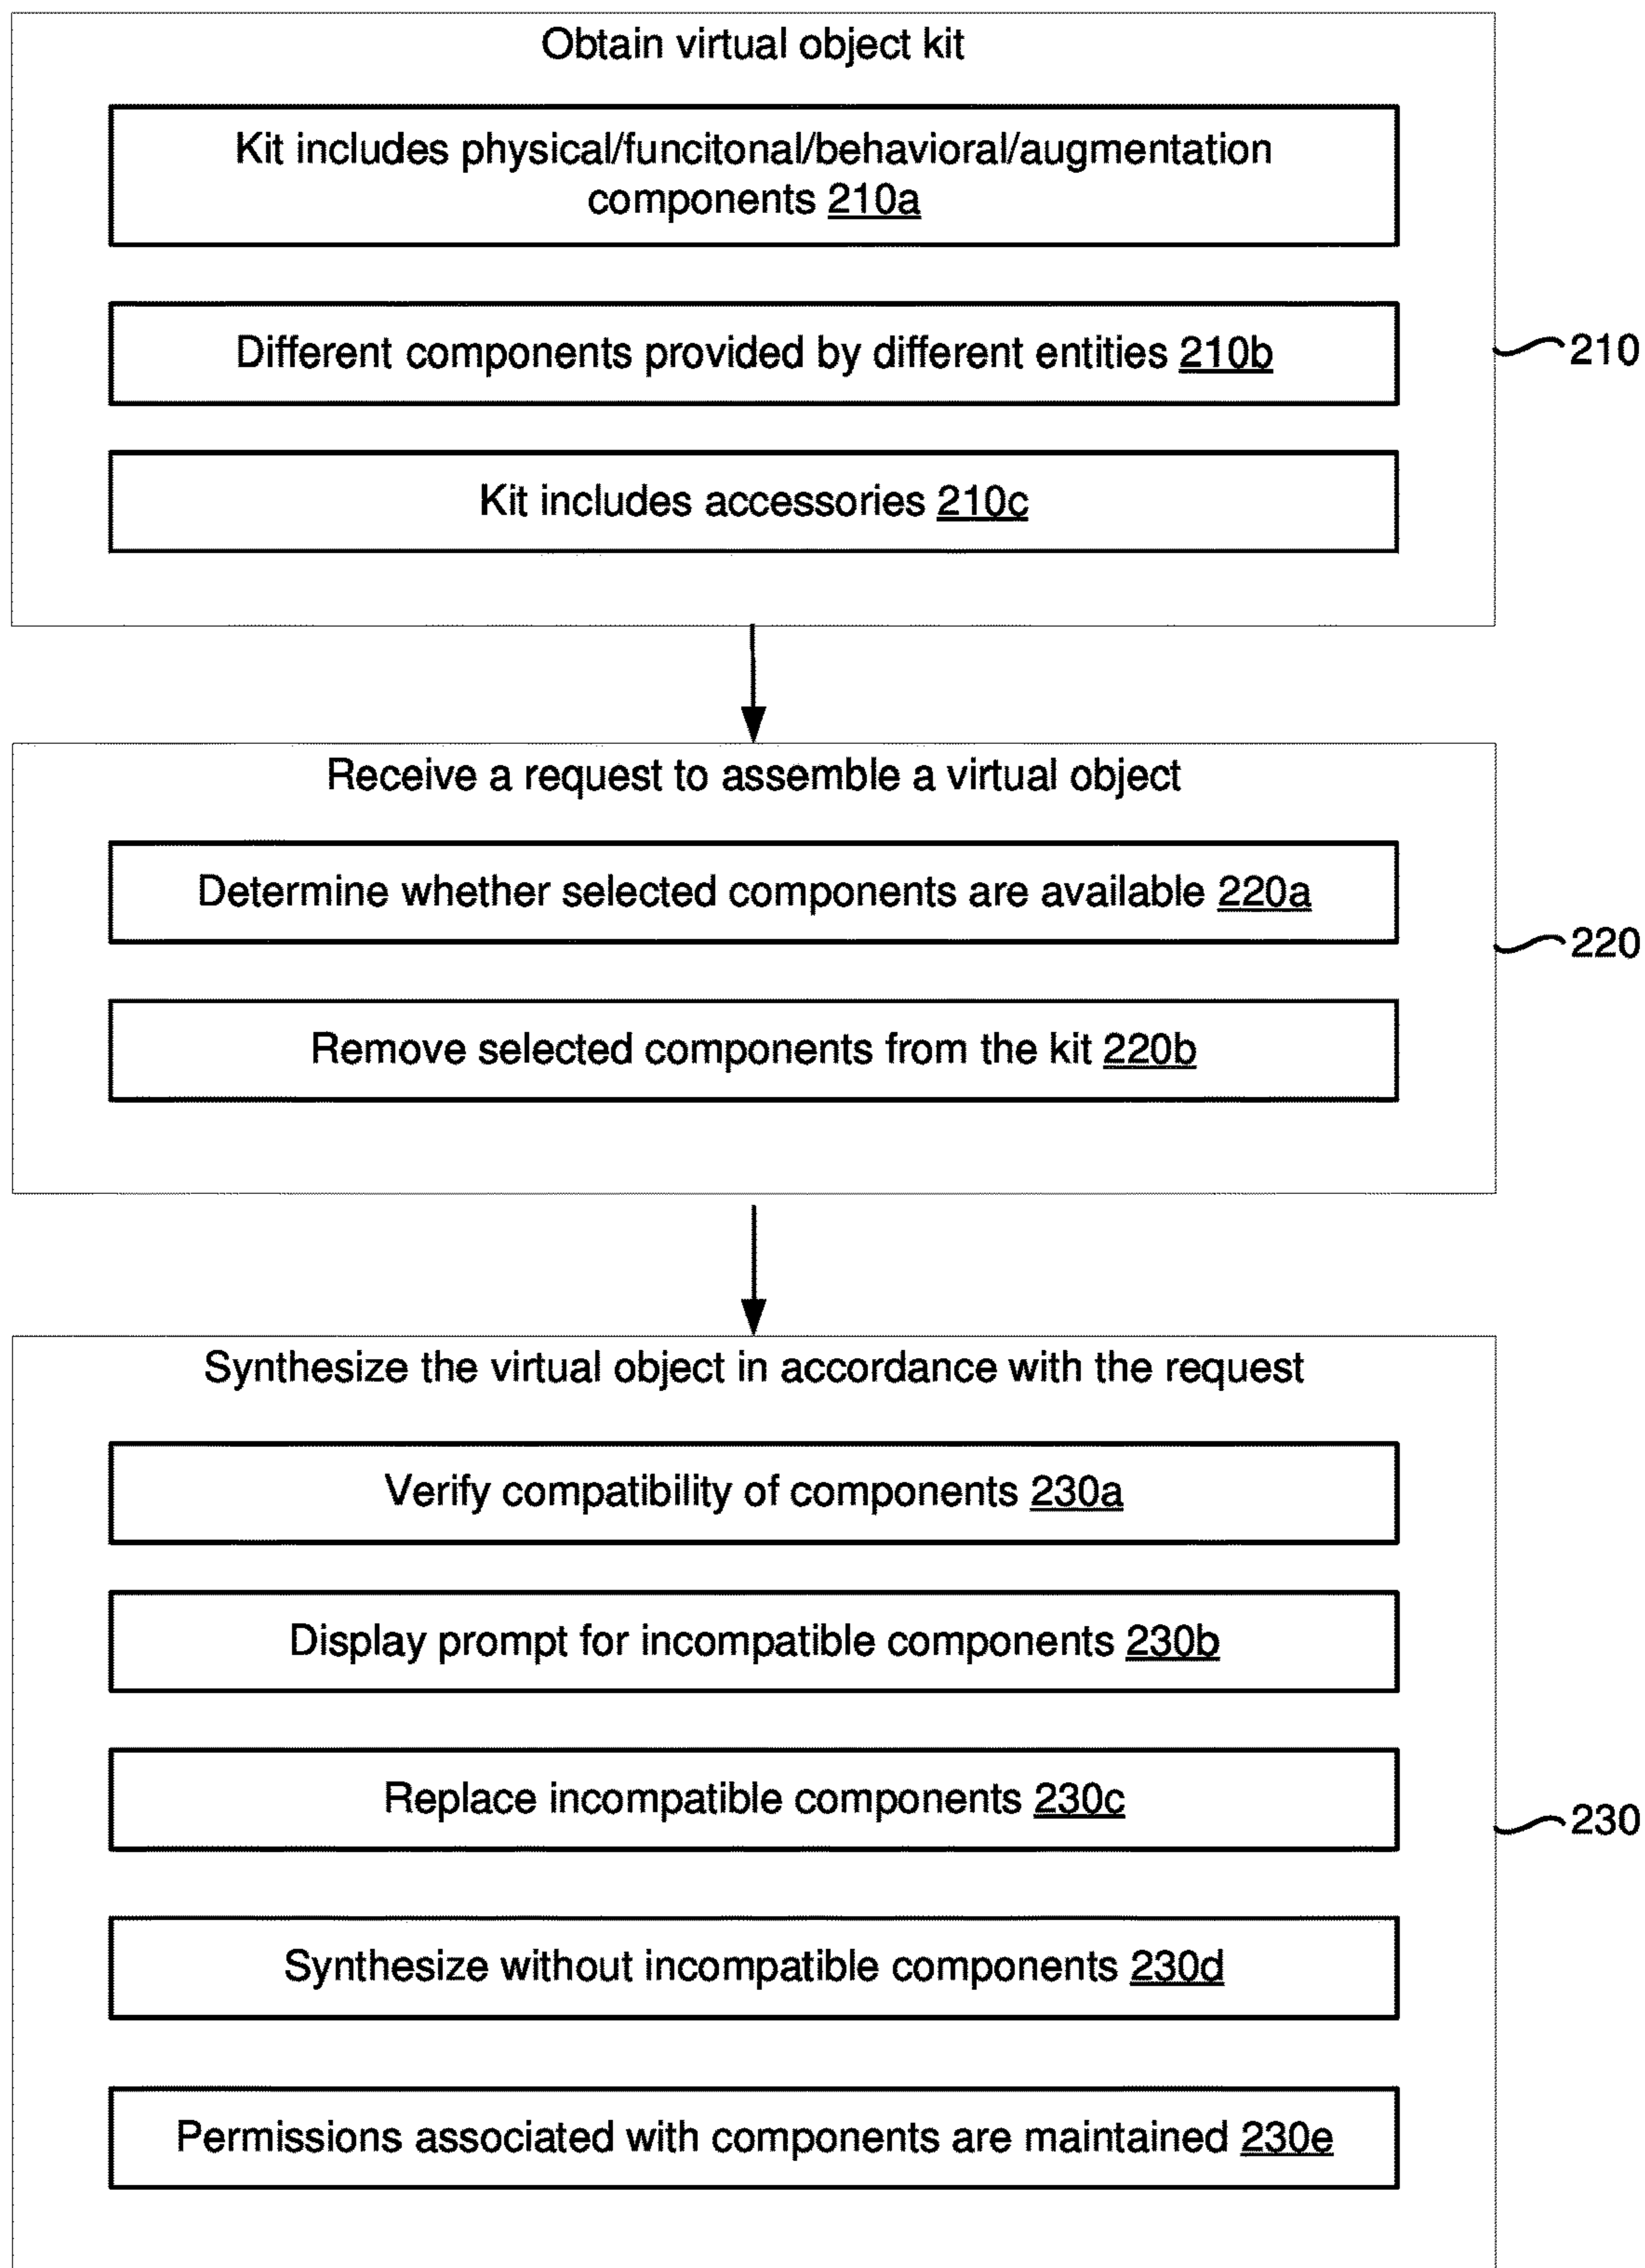 Obtain virtual object kit
Kit includes physical/funcitonal/behavioral/augmentation
components 210a
Different components provided by different entities 210b
210
Kit includes accessories 210c
Receive a request to assemble a virtual object
Determine whether selected components are available 220a
220
Remove selected components from the kit 220b
Synthesize the virtual object in accordance with the request
Verify compatibility of components 230a
Display prompt for incompatible components 230b
Replace incompatible components 230c
230
Synthesize without incompatible components 230d
Permissions associated with components are maintained 230e